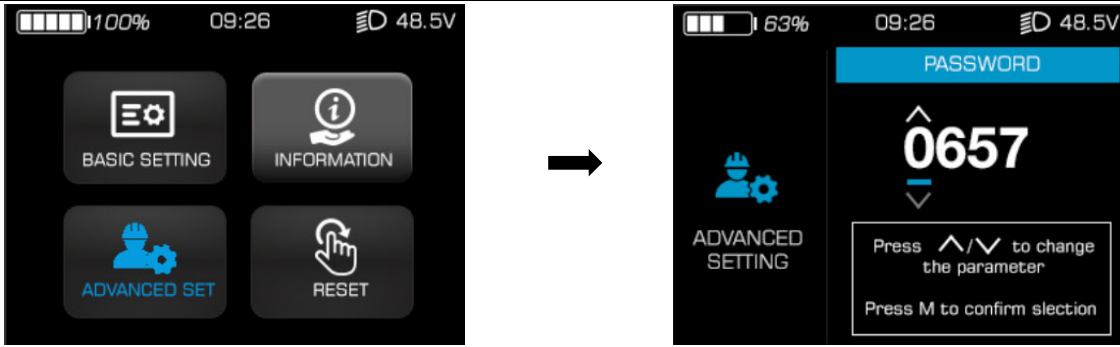 100% 09:26 48.5V
BASIC SETTING
INFORMATION
ADVANCED SET
RESET
63% 09:26 48.5V
PASSWORD
0657
ADVANCED
SETTING
Press / to change
the parameter
Press M to confirm slection